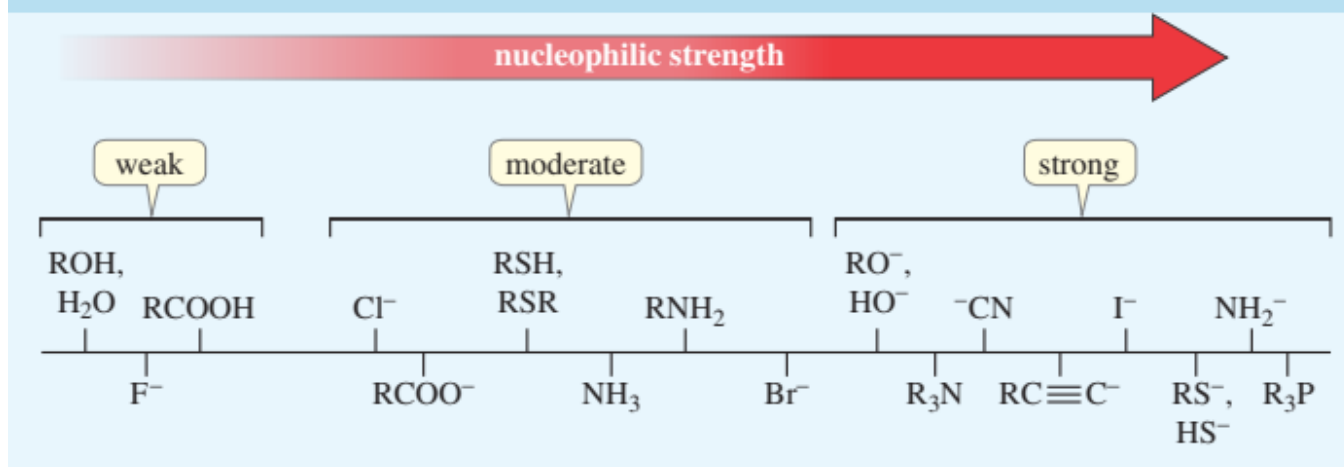 nucleophilic strength
weak
moderate
strong
ROH,
H₂O
RCOOH
Cl⁻
RSH,
RSR
RNH₂
RO⁻,
HO⁻
⁻CN
I⁻
NH₂⁻
F⁻
RCOO⁻
NH₃
Br⁻
R₃N
RC≡C⁻
RS⁻,
HS⁻
R₃P